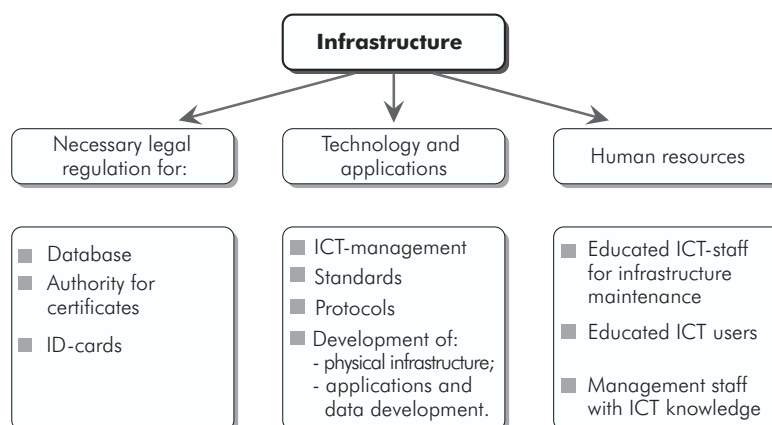 Infrastructure
Necessary legal
regulation for:
Technology and
applications
Human resources
Database
Authority for
certificates
ID-cards
ICT-management
Standards
Protocols
Development of:
- physical infrastructure;
- applications and
data development.
Educated ICT-staff
for infrastructure
maintenance
Educated ICT users
Management staff
with ICT knowledge